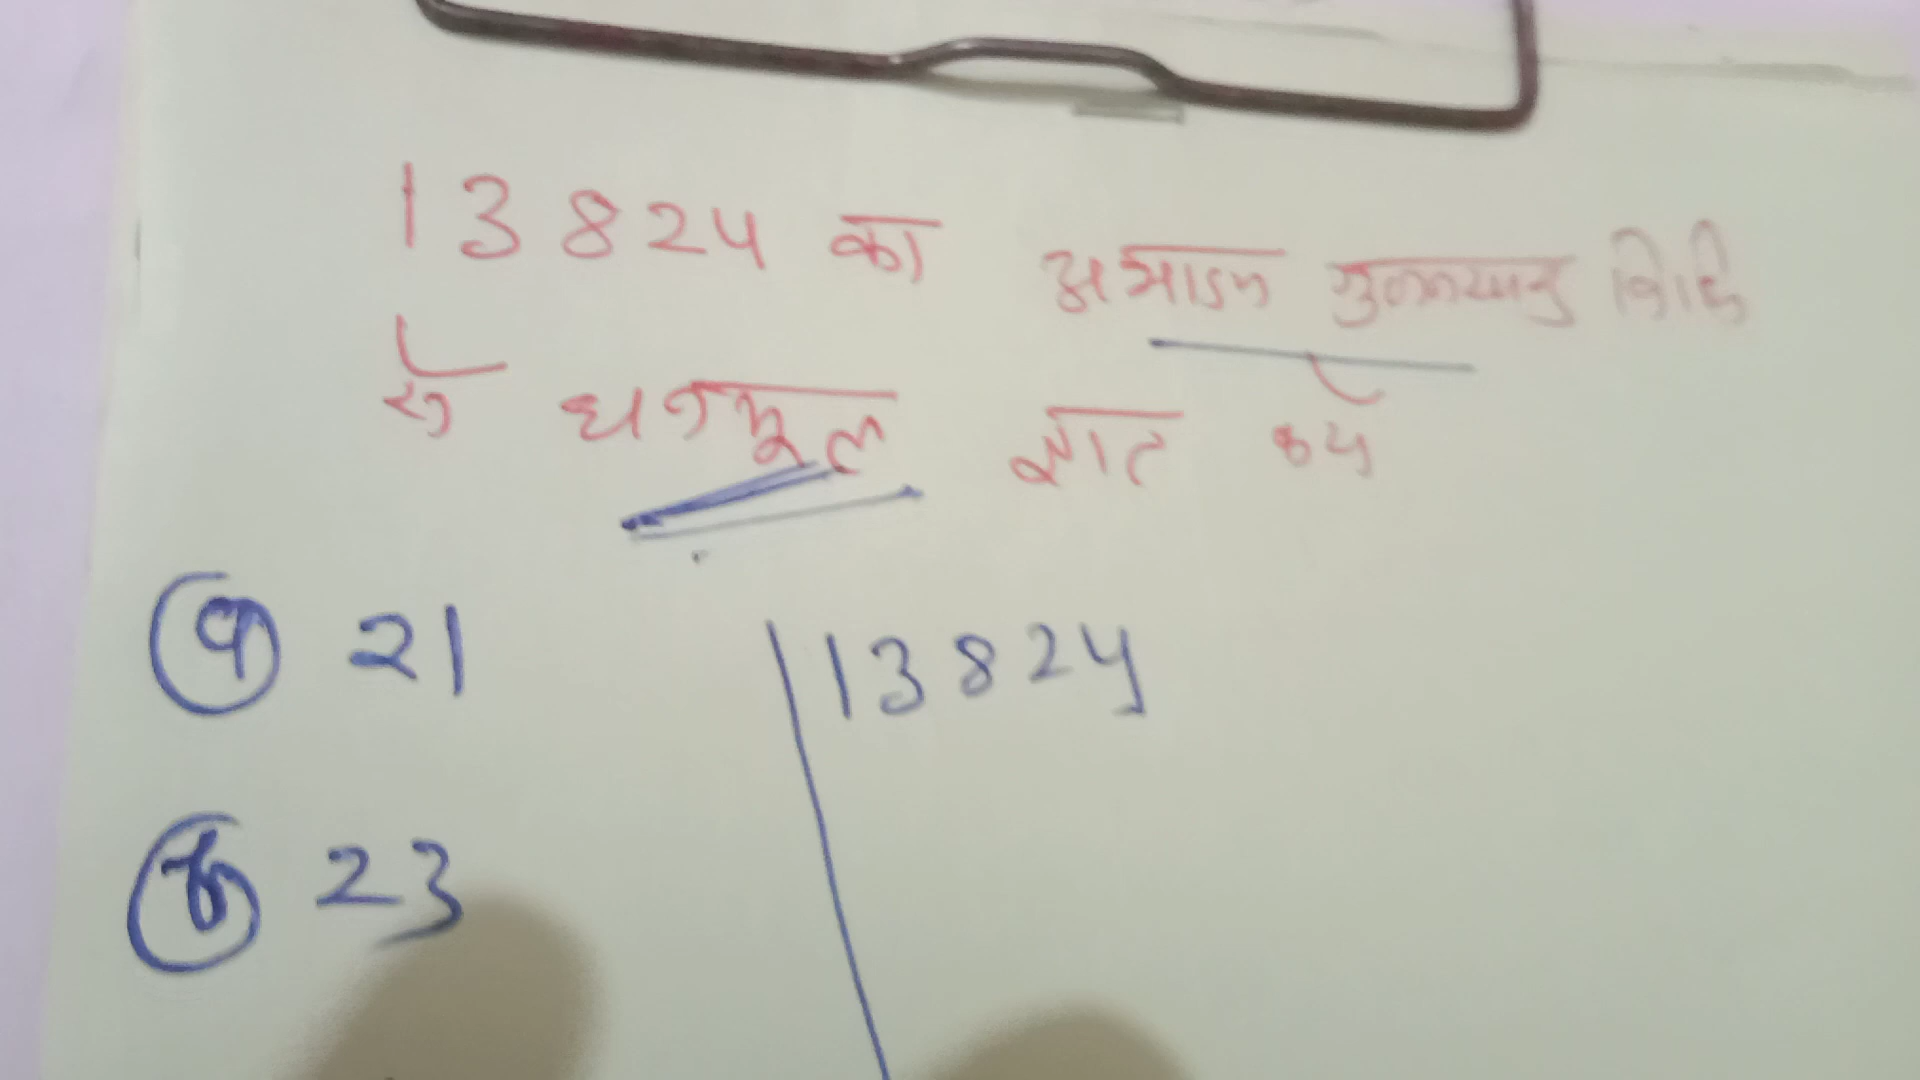 13824 का अभाज्य गुणनखण्ड विधि
से घनमूल ज्ञात करें
21
13824
23